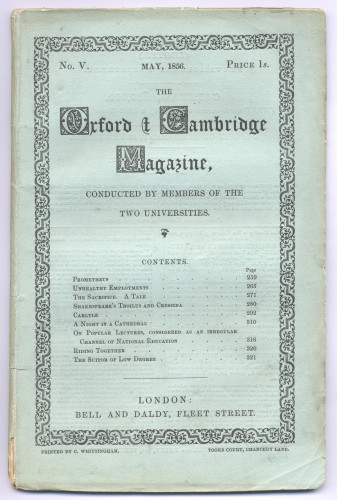 No. V. MAY, 1856. Price 1s.
THE
Oxford & Cambridge
Magazine,
CONDUCTED BY MEMBERS OF THE
TWO UNIVERSITIES.
CONTENTS.
Page
Prometheus 259
Unhealthy Employments 265
The Sacrifice. A Tale 271
Shakespeare's Troilus and Cressida 280
Carlyle 292
A Night in a Cathedral 310
On Popular Lectures, considered as an irregular
Channel of National Education 316
Riding Together 320
The Suitor of Low Degree 321
LONDON:
BELL AND DALDY, FLEET STREET.
PRINTED BY C. WHITTINGHAM, TOOKS COURT, CHANCERY LANE.